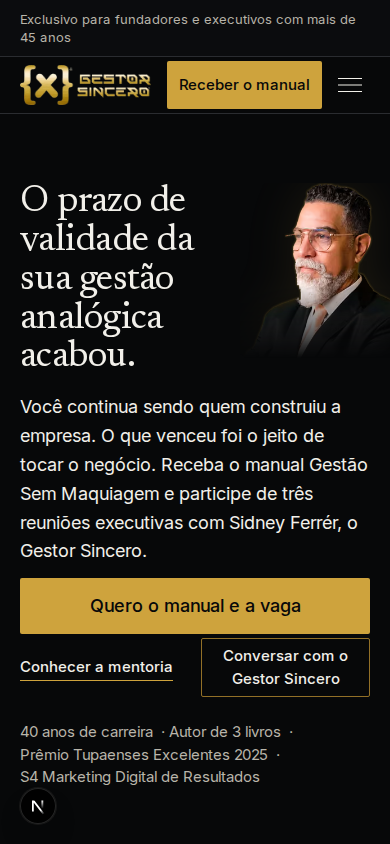 Exclusivo para fundadores e executivos com mais de
45 anos
{x} GESTOR
SINCERO
Receber o manual
O prazo de
validade da
sua gestão
analógica
acabou.
Você continua sendo quem construiu a
empresa. O que venceu foi o jeito de
tocar o negócio. Receba o manual Gestão
Sem Maquiagem e participe de três
reuniões executivas com Sidney Ferrér, o
Gestor Sincero.
Quero o manual e a vaga
Conhecer a mentoria
Conversar com o
Gestor Sincero
40 anos de carreira · Autor de 3 livros ·
Prêmio Tupaenses Excelentes 2025 ·
S4 Marketing Digital de Resultados
N